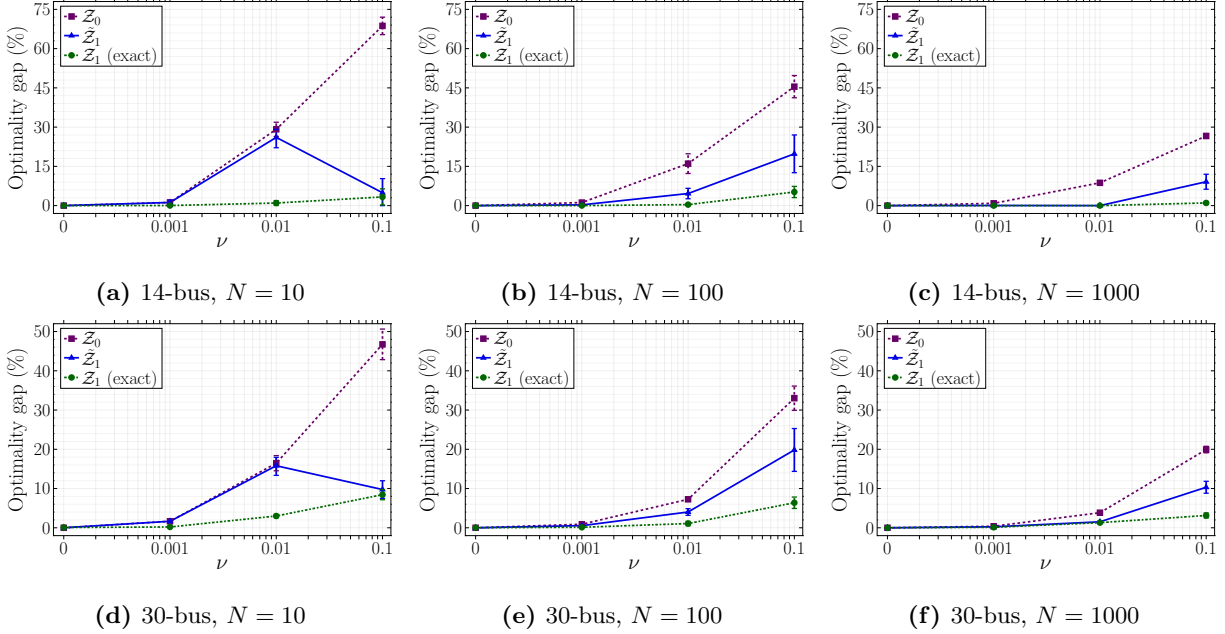 Optimality gap (%)
75
60
45
30
15
0
𝒵₀
𝒵̃₁
𝒵₁ (exact)
0
0.001
0.01
0.1
ν
(a) 14-bus, N = 10
Optimality gap (%)
75
60
45
30
15
0
𝒵₀
𝒵̃₁
𝒵₁ (exact)
0
0.001
0.01
0.1
ν
(b) 14-bus, N = 100
Optimality gap (%)
75
60
45
30
15
0
𝒵₀
𝒵̃₁
𝒵₁ (exact)
0
0.001
0.01
0.1
ν
(c) 14-bus, N = 1000
Optimality gap (%)
50
40
30
20
10
0
𝒵₀
𝒵̃₁
𝒵₁ (exact)
0
0.001
0.01
0.1
ν
(d) 30-bus, N = 10
Optimality gap (%)
50
40
30
20
10
0
𝒵₀
𝒵̃₁
𝒵₁ (exact)
0
0.001
0.01
0.1
ν
(e) 30-bus, N = 100
Optimality gap (%)
50
40
30
20
10
0
𝒵₀
𝒵̃₁
𝒵₁ (exact)
0
0.001
0.01
0.1
ν
(f) 30-bus, N = 1000